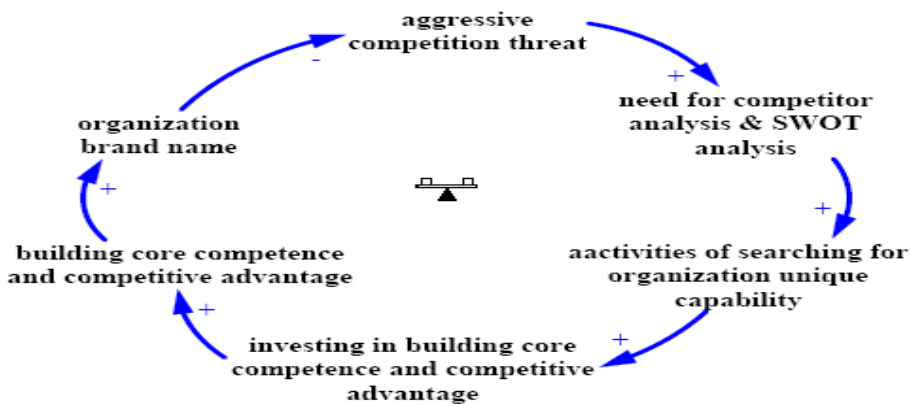 aggressive
competition threat
-
+
need for competitor
analysis & SWOT
analysis
+
aactivities of searching for
organization unique
capability
+
investing in building core
competence and competitive
advantage
+
building core competence
and competitive advantage
+
organization
brand name